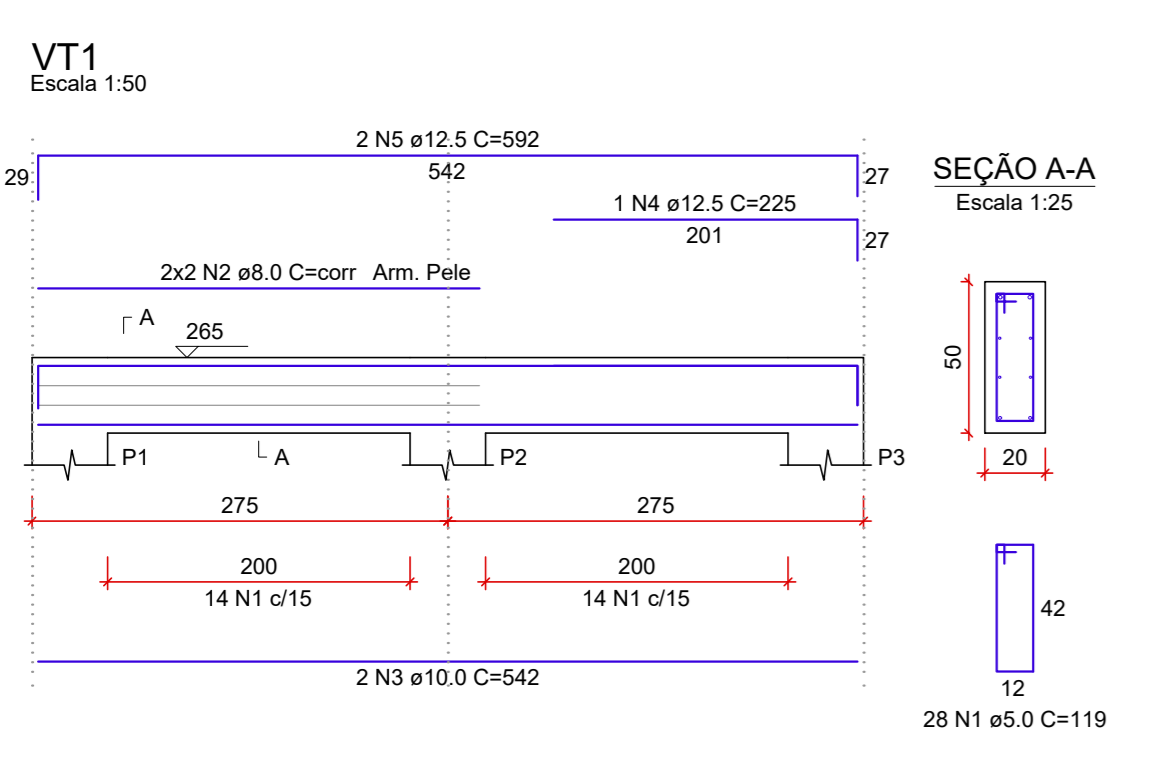 VT1
Escala 1:50
2 N5 ø12.5 C=592
29
542
27
1 N4 ø12.5 C=225
201
27
2x2 N2 ø8.0 C=corr Arm. Pele
A
265
P1
A
P2
P3
275
275
200
200
14 N1 c/15
14 N1 c/15
2 N3 ø10.0 C=542
SEÇÃO A-A
Escala 1:25
50
20
42
12
28 N1 ø5.0 C=119